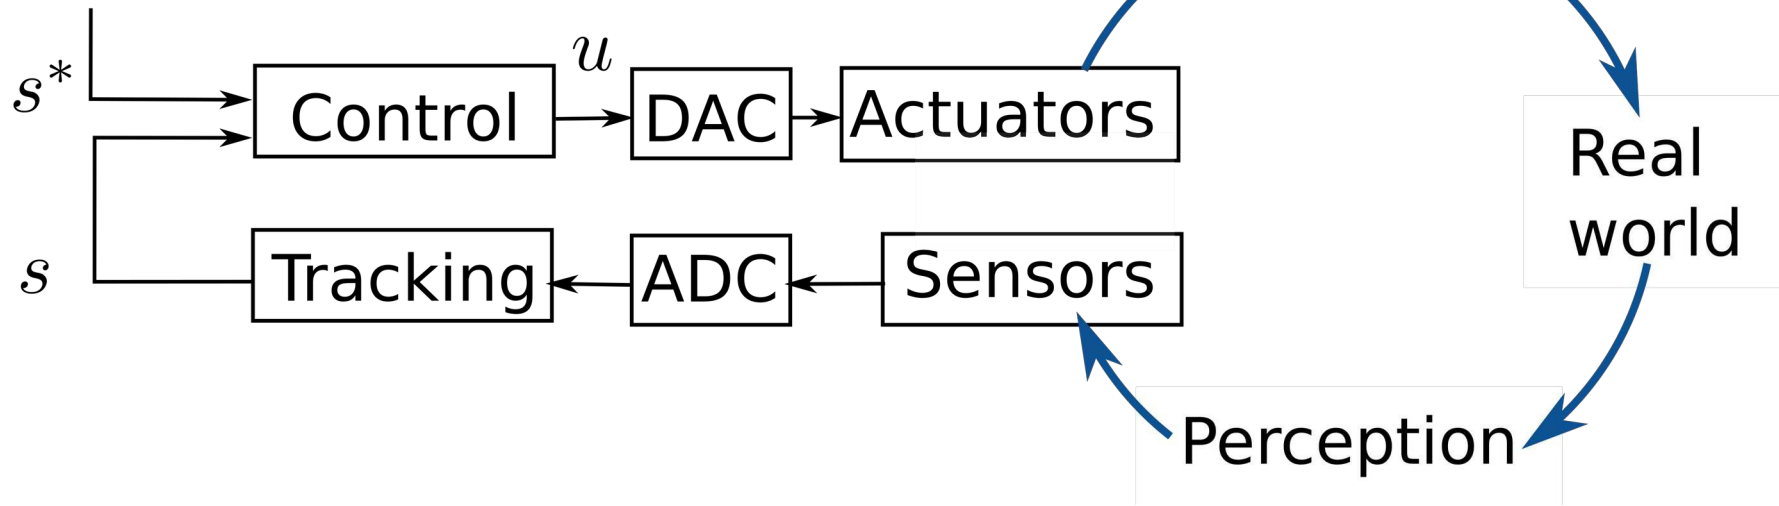 s*
u
Control
DAC
Actuators
Real
world
s
Tracking
ADC
Sensors
Perception